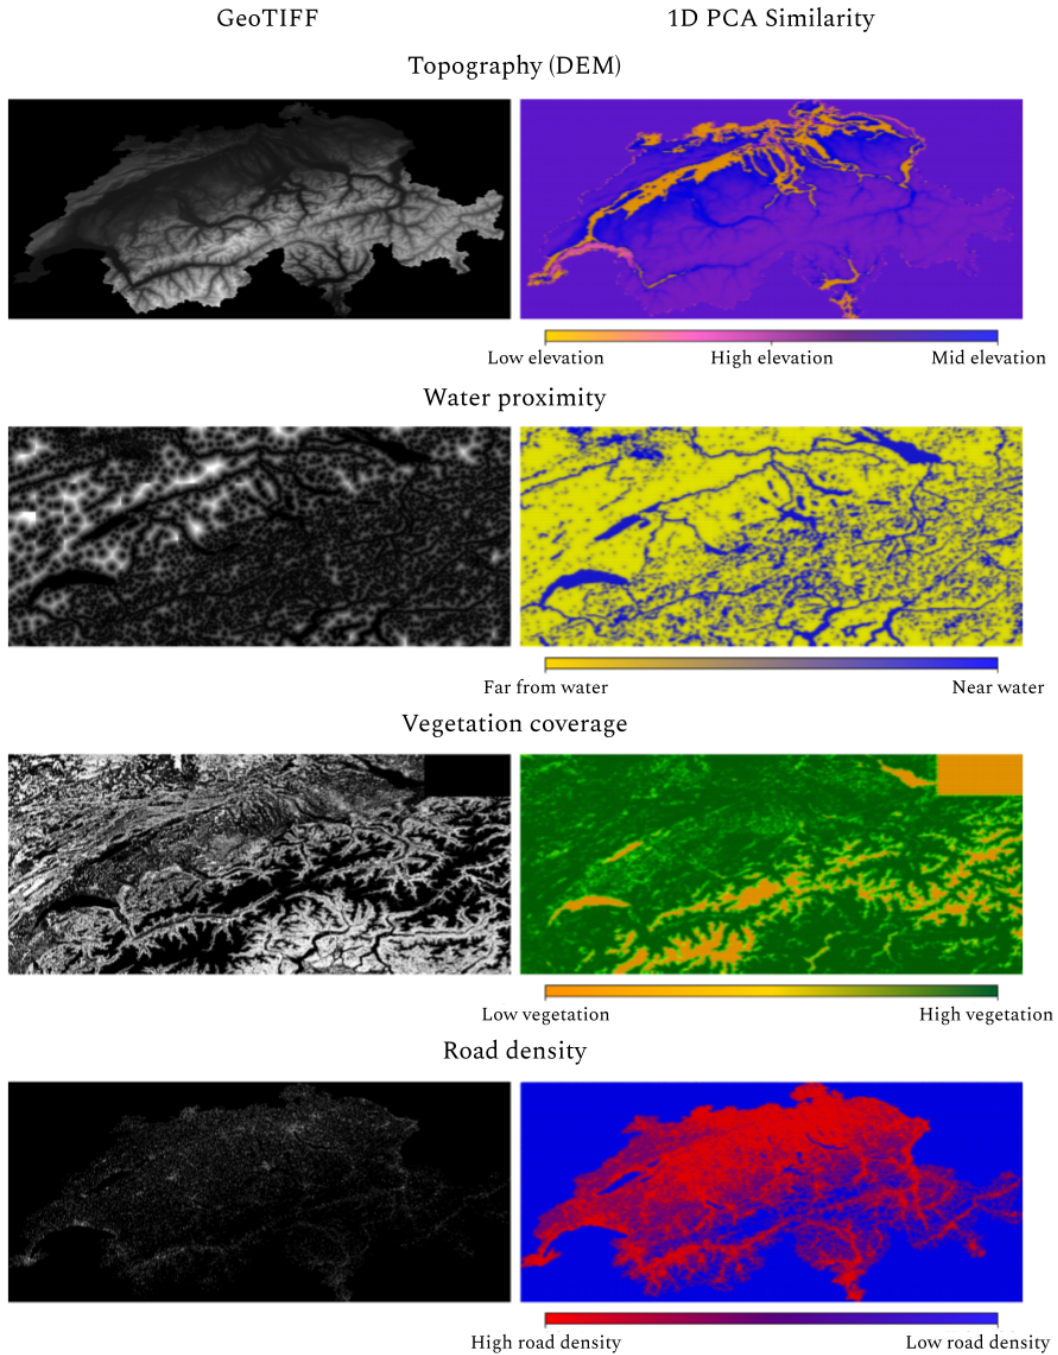 GeoTIFF 1D PCA Similarity
Topography (DEM)
Low elevation High elevation Mid elevation
Water proximity
Far from water Near water
Vegetation coverage
Low vegetation High vegetation
Road density
High road density Low road density